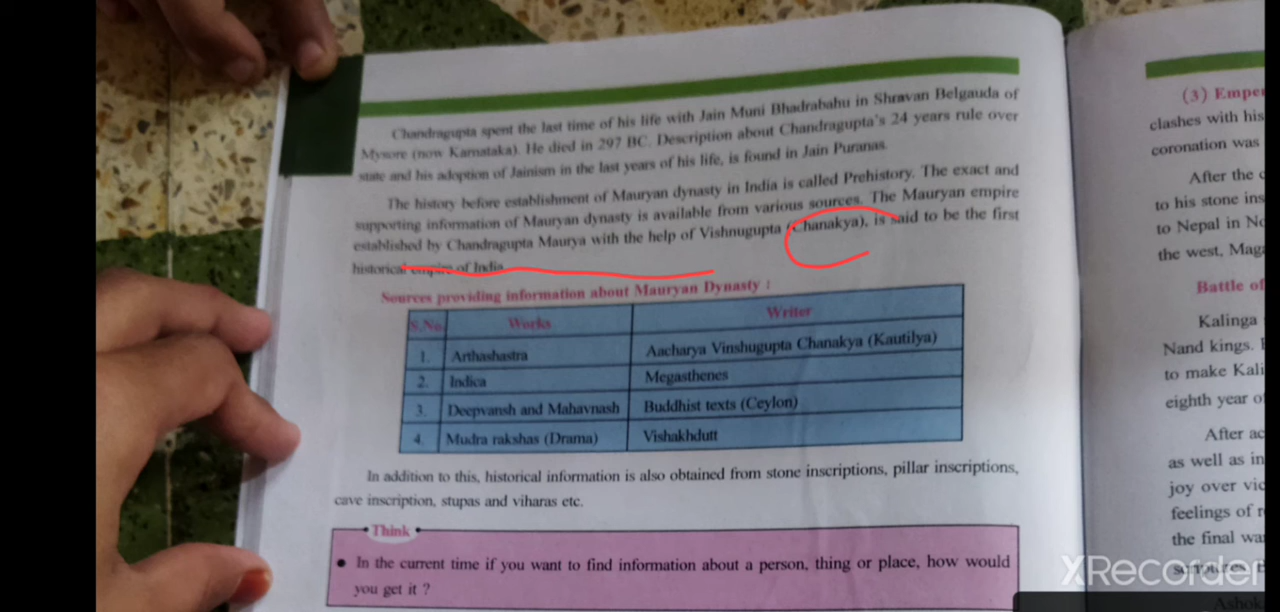 Chandragupta spent the last time of his life with Jain Muni Bhadrabahu in Shravan Belgauda of
Mysore (now Karnataka). He died in 297 BC. Description about Chandragupta's 24 years rule over
state and his adoption of Jainism in the last years of his life, is found in Jain Puranas.
The history before establishment of Mauryan dynasty in India is called Prehistory. The exact and
supporting information of Mauryan dynasty is available from various sources. The Mauryan empire
established by Chandragupta Maurya with the help of Vishnugupta (Chanakya), is said to be the first
historical empire of India.
Sources providing information about Mauryan Dynasty :
S.No. Works Writer
1. Arthashastra Aacharya Vinshugupta Chanakya (Kautilya)
2. Indica Megasthenes
3. Deepvansh and Mahavnash Buddhist texts (Ceylon)
4. Mudra rakshas (Drama) Vishakhdutt
In addition to this, historical information is also obtained from stone inscriptions, pillar inscriptions,
cave inscription, stupas and viharas etc.
Think
• In the current time if you want to find information about a person, thing or place, how would
you get it ?
(3) Empe
clashes with his
coronation was
After the
to his stone ins
to Nepal in No
the west, Mag
Battle of
Kalinga
Nand kings.
to make Kali
eighth year o
After ac
as well as in
joy over vic
feelings of r
the final wa
Ashok
XRecorder